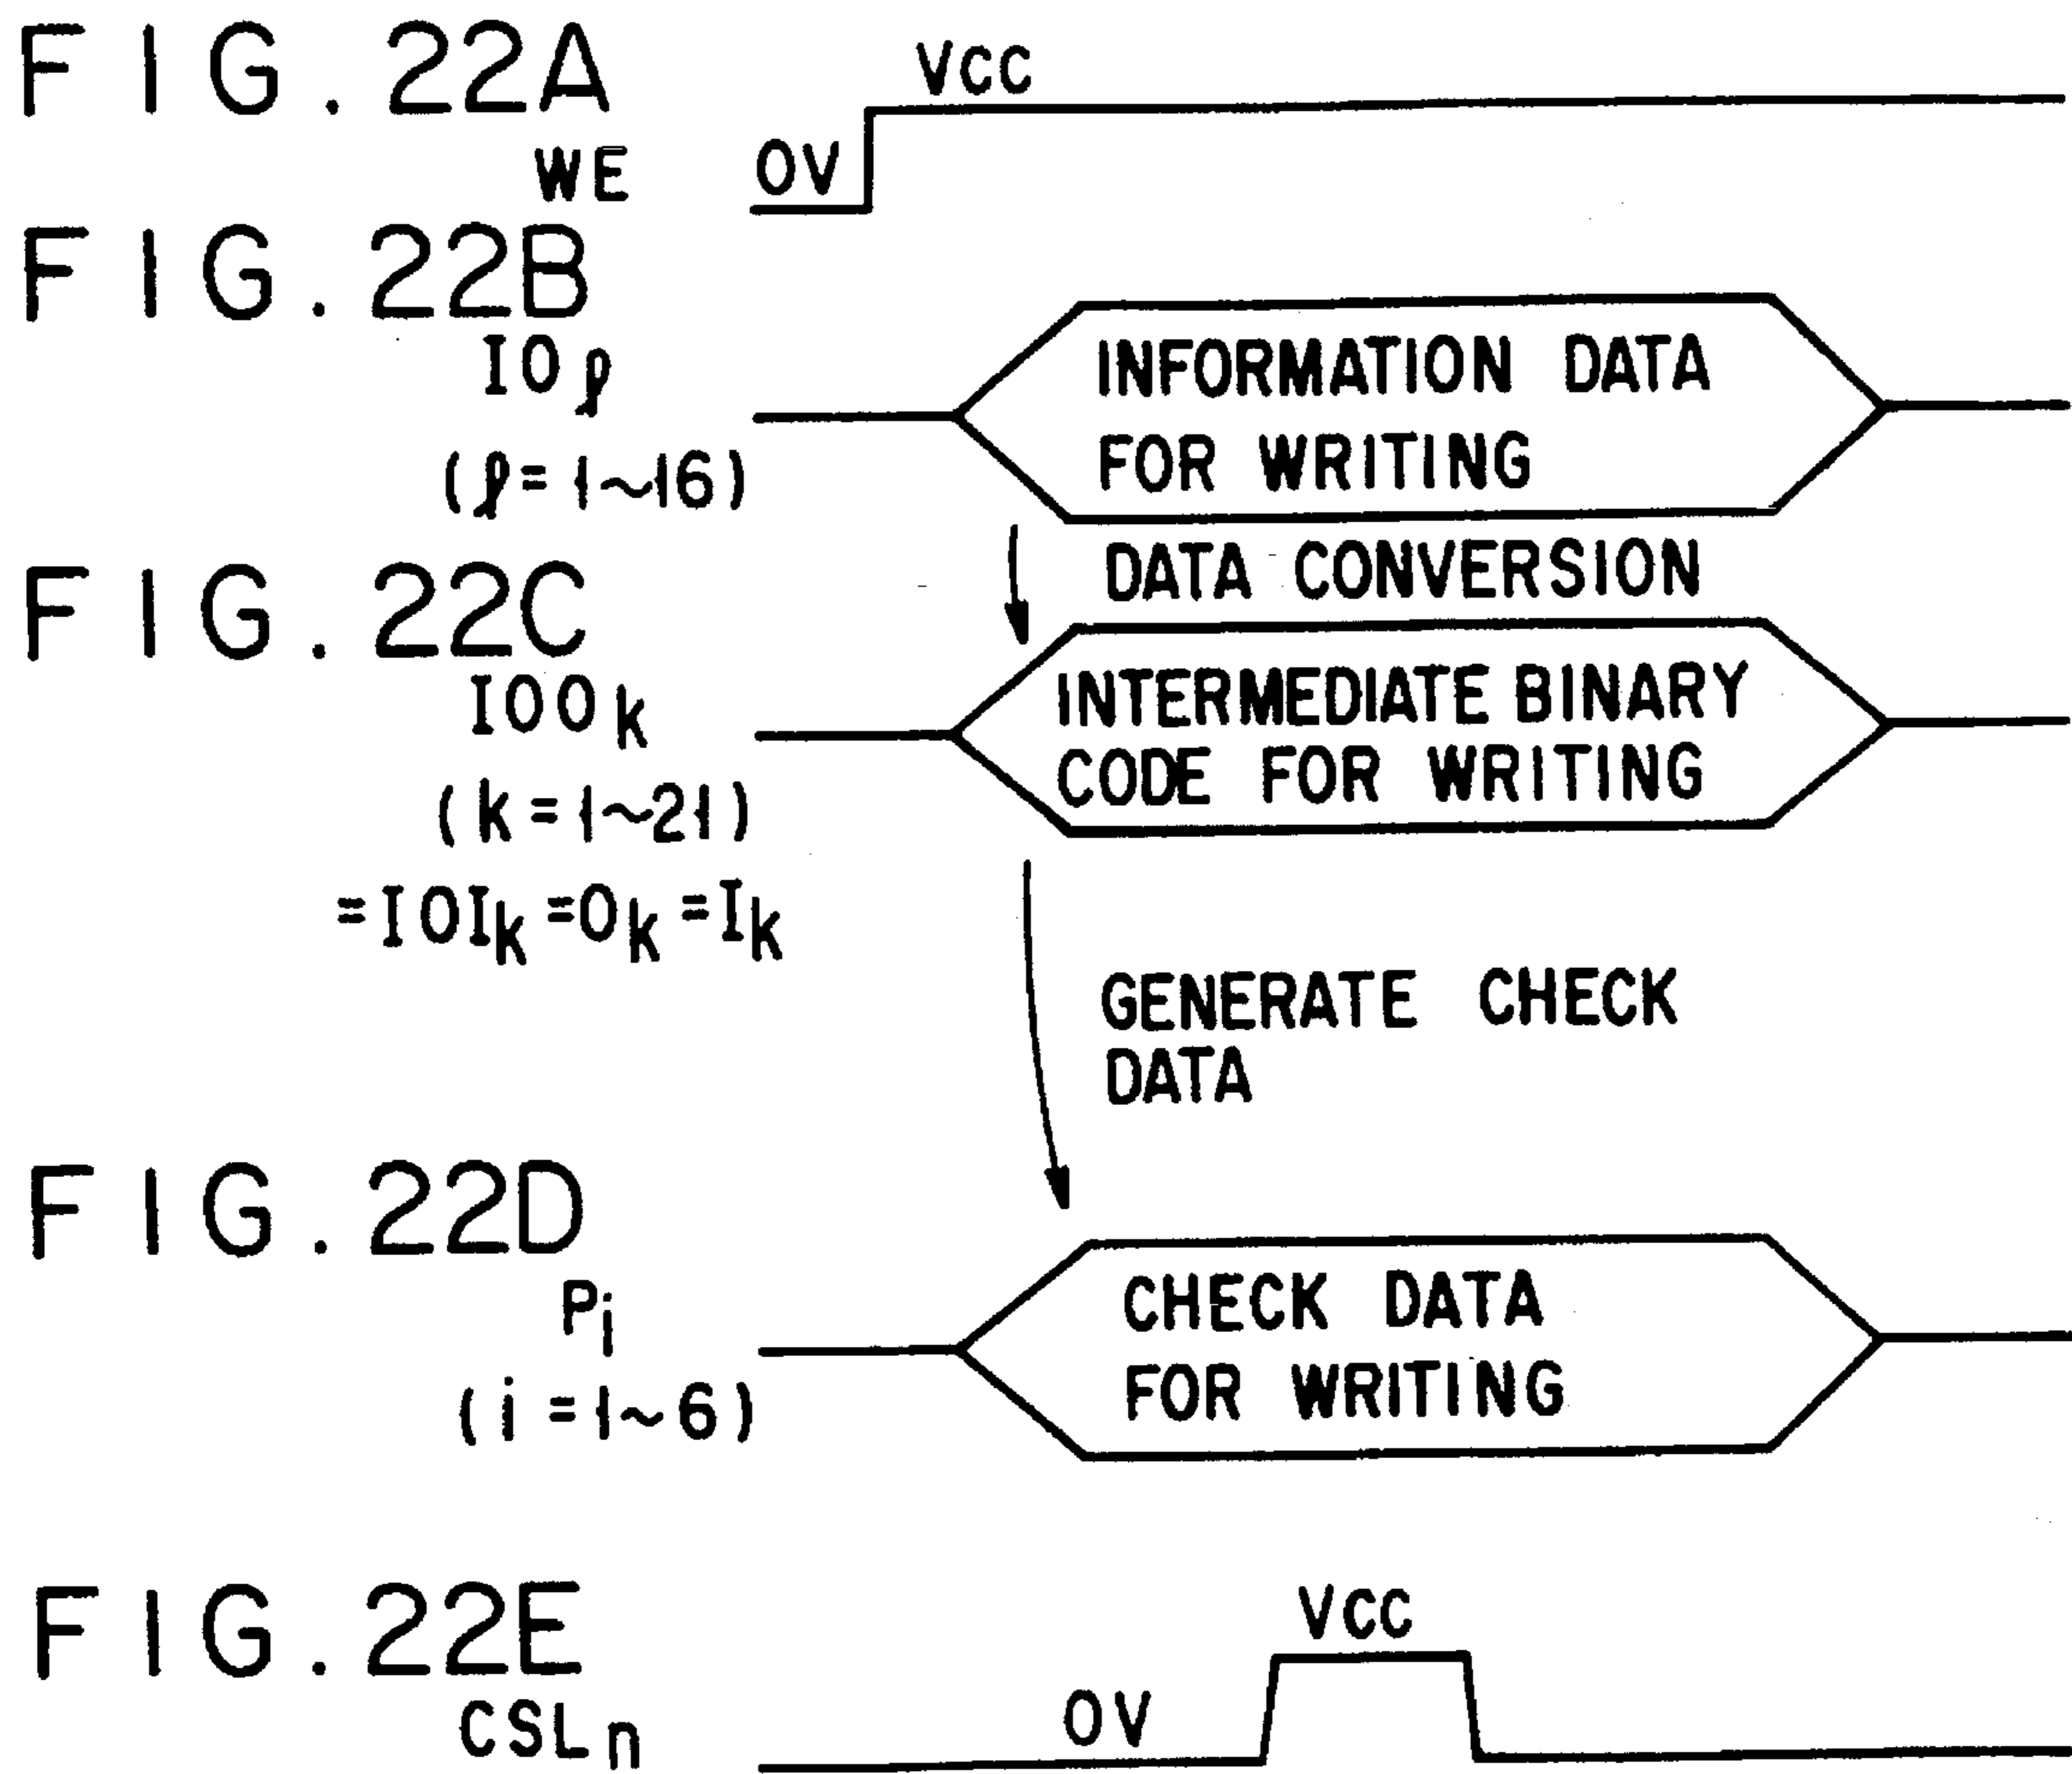 FIG. 22A
VCC
WE
0V
FIG. 22B
IOℓ
(ℓ=1~16)
INFORMATION DATA
FOR WRITING
DATA CONVERSION
FIG. 22C
IOOk
(k=1~21)
=IOIk=Ok=Ik
INTERMEDIATE BINARY
CODE FOR WRITING
GENERATE CHECK
DATA
FIG. 22D
Pi
(i=1~6)
CHECK DATA
FOR WRITING
FIG. 22E
CSLn
VCC
0V